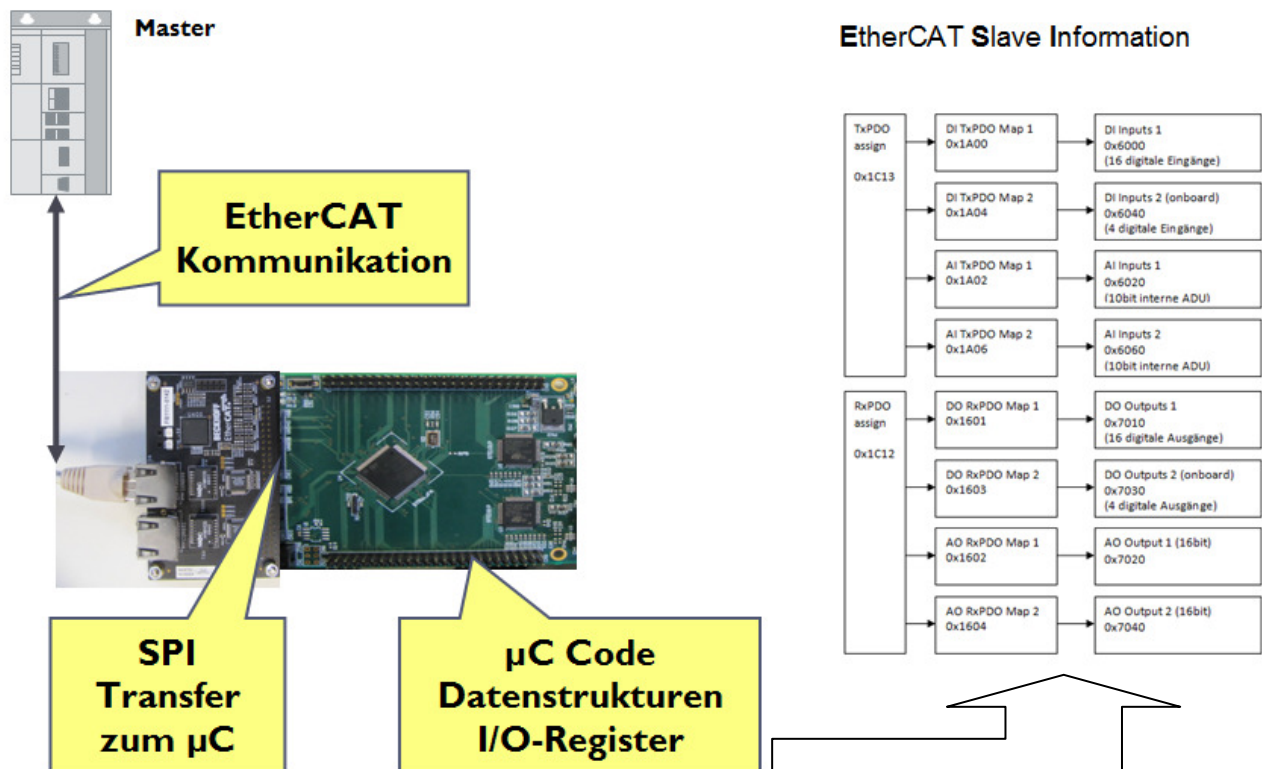 Master
EtherCAT Slave Information
EtherCAT
Kommunikation
SPI
Transfer
zum µC
µC Code
Datenstrukturen
I/O-Register
BECKHOFF
EtherCAT
TxPDO
assign
0x1C13
DI TxPDO Map 1
0x1A00
DI Inputs 1
0x6000
(16 digitale Eingänge)
DI TxPDO Map 2
0x1A04
DI Inputs 2 (onboard)
0x6040
(4 digitale Eingänge)
AI TxPDO Map 1
0x1A02
AI Inputs 1
0x6020
(10bit interne ADU)
AI TxPDO Map 2
0x1A06
AI Inputs 2
0x6060
(10bit interne ADU)
RxPDO
assign
0x1C12
DO RxPDO Map 1
0x1601
DO Outputs 1
0x7010
(16 digitale Ausgänge)
DO RxPDO Map 2
0x1603
DO Outputs 2 (onboard)
0x7030
(4 digitale Ausgänge)
AO RxPDO Map 1
0x1602
AO Output 1 (16bit)
0x7020
AO RxPDO Map 2
0x1604
AO Output 2 (16bit)
0x7040